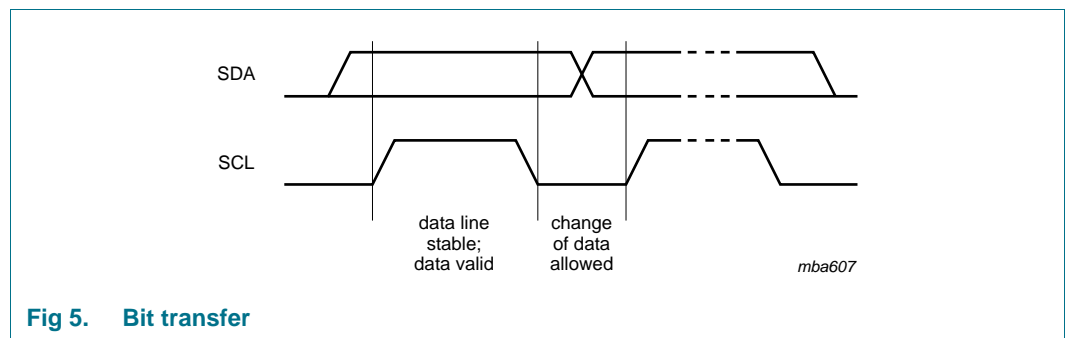 SDA
SCL
data line
stable;
data valid
change
of data
allowed
mba607
Fig 5. Bit transfer